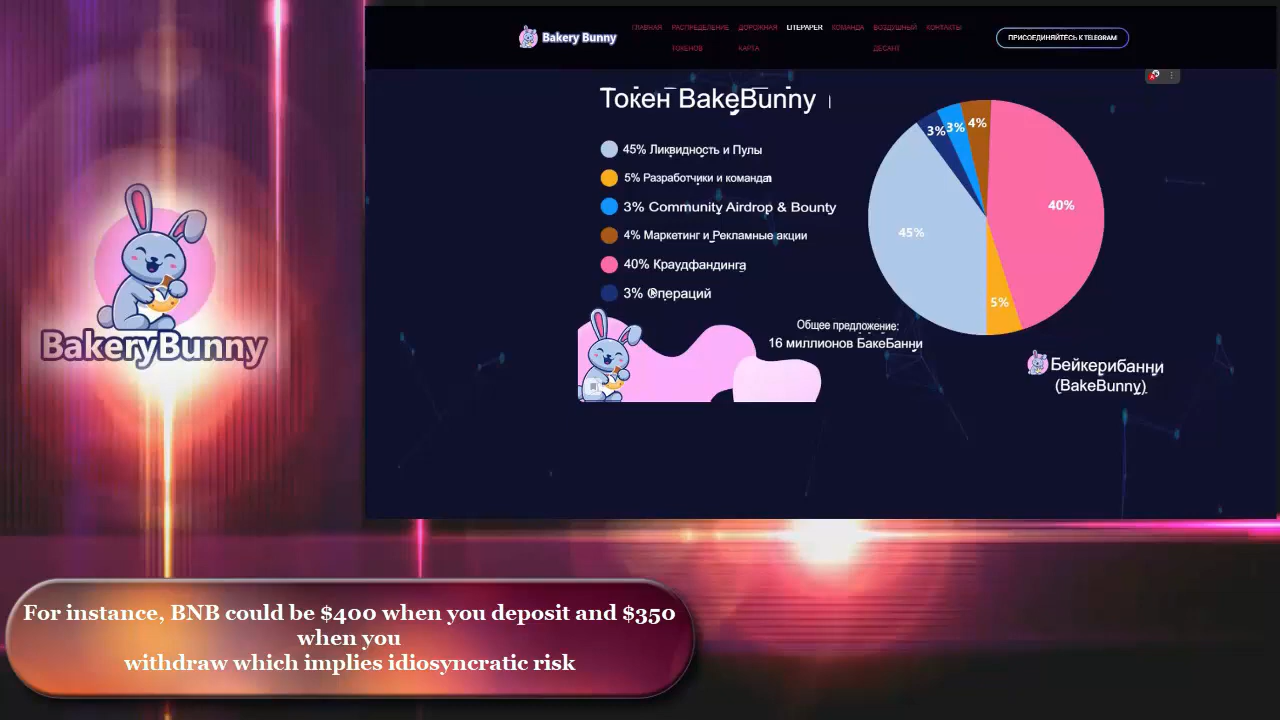 Bakery Bunny
ГЛАВНАЯ РАСПРЕДЕЛЕНИЕ ДОРОЖНАЯ LITEPAPER КОМАНДА ВОЗДУШНЫЙ КОНТАКТЫ
ТОКЕНОВ КАРТА ДЕСАНТ
ПРИСОЕДИНЯЙТЕСЬ К TELEGRAM
Токен BakeBunny
45% Ликвидность и Пулы
5% Разработчики и команда
3% Community Airdrop & Bounty
4% Маркетинг и Рекламные акции
40% Краудфандинга
3% Операций
3% 3% 4%
40%
45%
5%
Общее предложение:
16 миллионов БакеБанни
Бейкерибанни
(BakeBunny)
BakeryBunny
For instance, BNB could be $400 when you deposit and $350
when you
withdraw which implies idiosyncratic risk